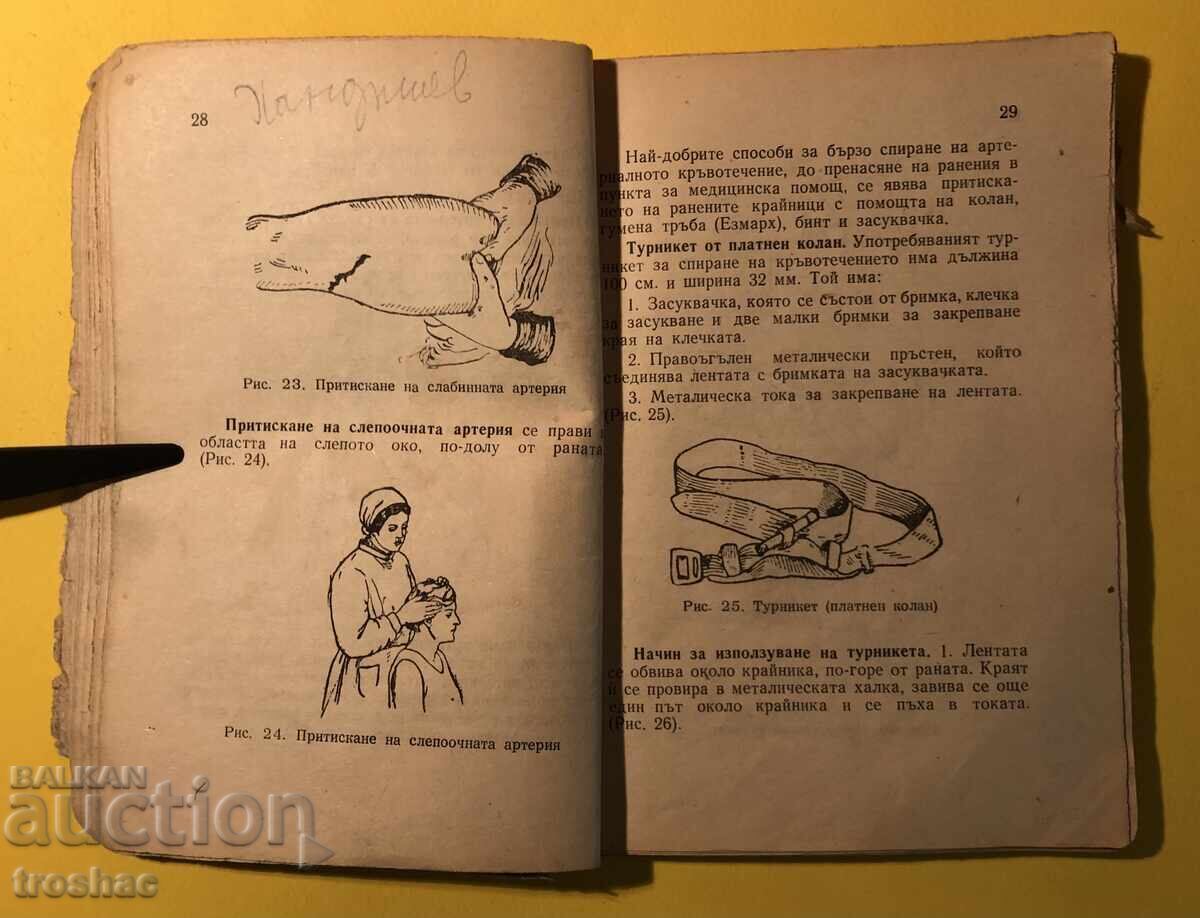 28
Рис. 23. Притискане на слабинната артерия
Притискане на слепоочната артерия се прави
областта на слепото око, по-долу от раната
(Рис. 24).
Рис. 24. Притискане на слепоочната артерия
29
Най-добрите способи за бързо спиране на арте-
риалното кръвотечение, до пренасяне на ранения в
пункта за медицинска помощ, се явява притиска-
нето на ранените крайници с помощта на колан,
гумена тръба (Езмарх), бинт и засуквачка.
Турникет от платнен колан. Употребяваният тур-
никет за спиране на кръвотечението има дължина
100 см. и ширина 32 мм. Той има:
1. Засуквачка, която се състои от бримка, клечка
за засукване и две малки бримки за закрепване
края на клечката.
2. Правоъгълен металически пръстен, който
съединява лентата с бримката на засуквачката.
3. Металическа тока за закрепване на лентата.
(Рис. 25).
Рис. 25. Турникет (платнен колан)
Начин за използуване на турникета. 1. Лентата
се обвива около крайника, по-горе от раната. Краят
ѝ се провира в металическата халка, завива се още
един път около крайника и се пъха в токата.
(Рис. 26).
BALKAN
auction
troshac